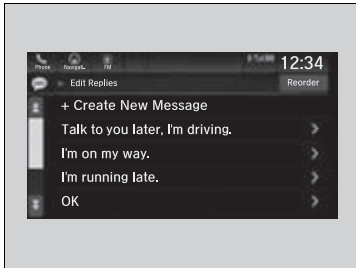 12:34
Phone Navigati.. FM
Edit Replies
Reorder
+ Create New Message
Talk to you later, I'm driving.
I'm on my way.
I'm running late.
OK